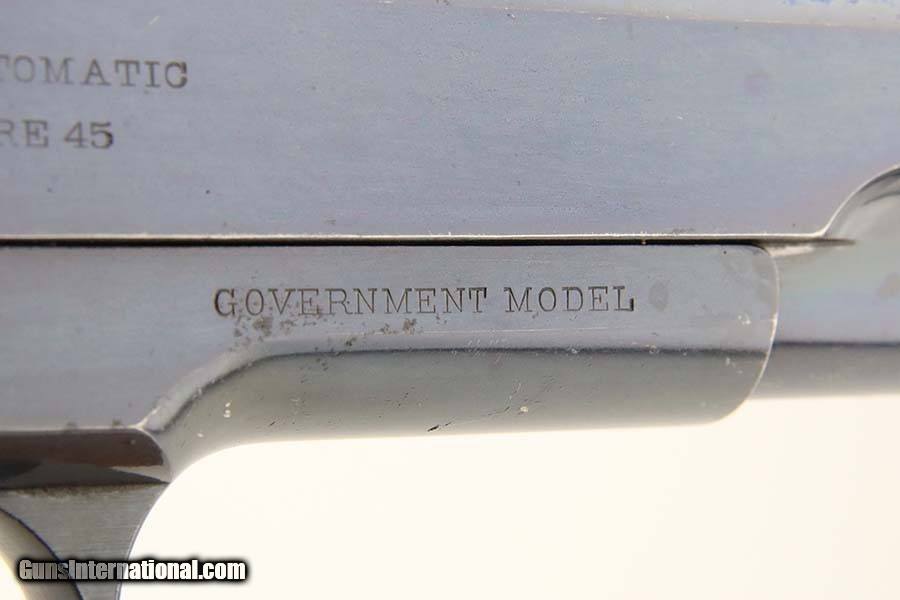 TOMATIC
RE 45
GOVERNMENT MODEL
GunsInternational.com